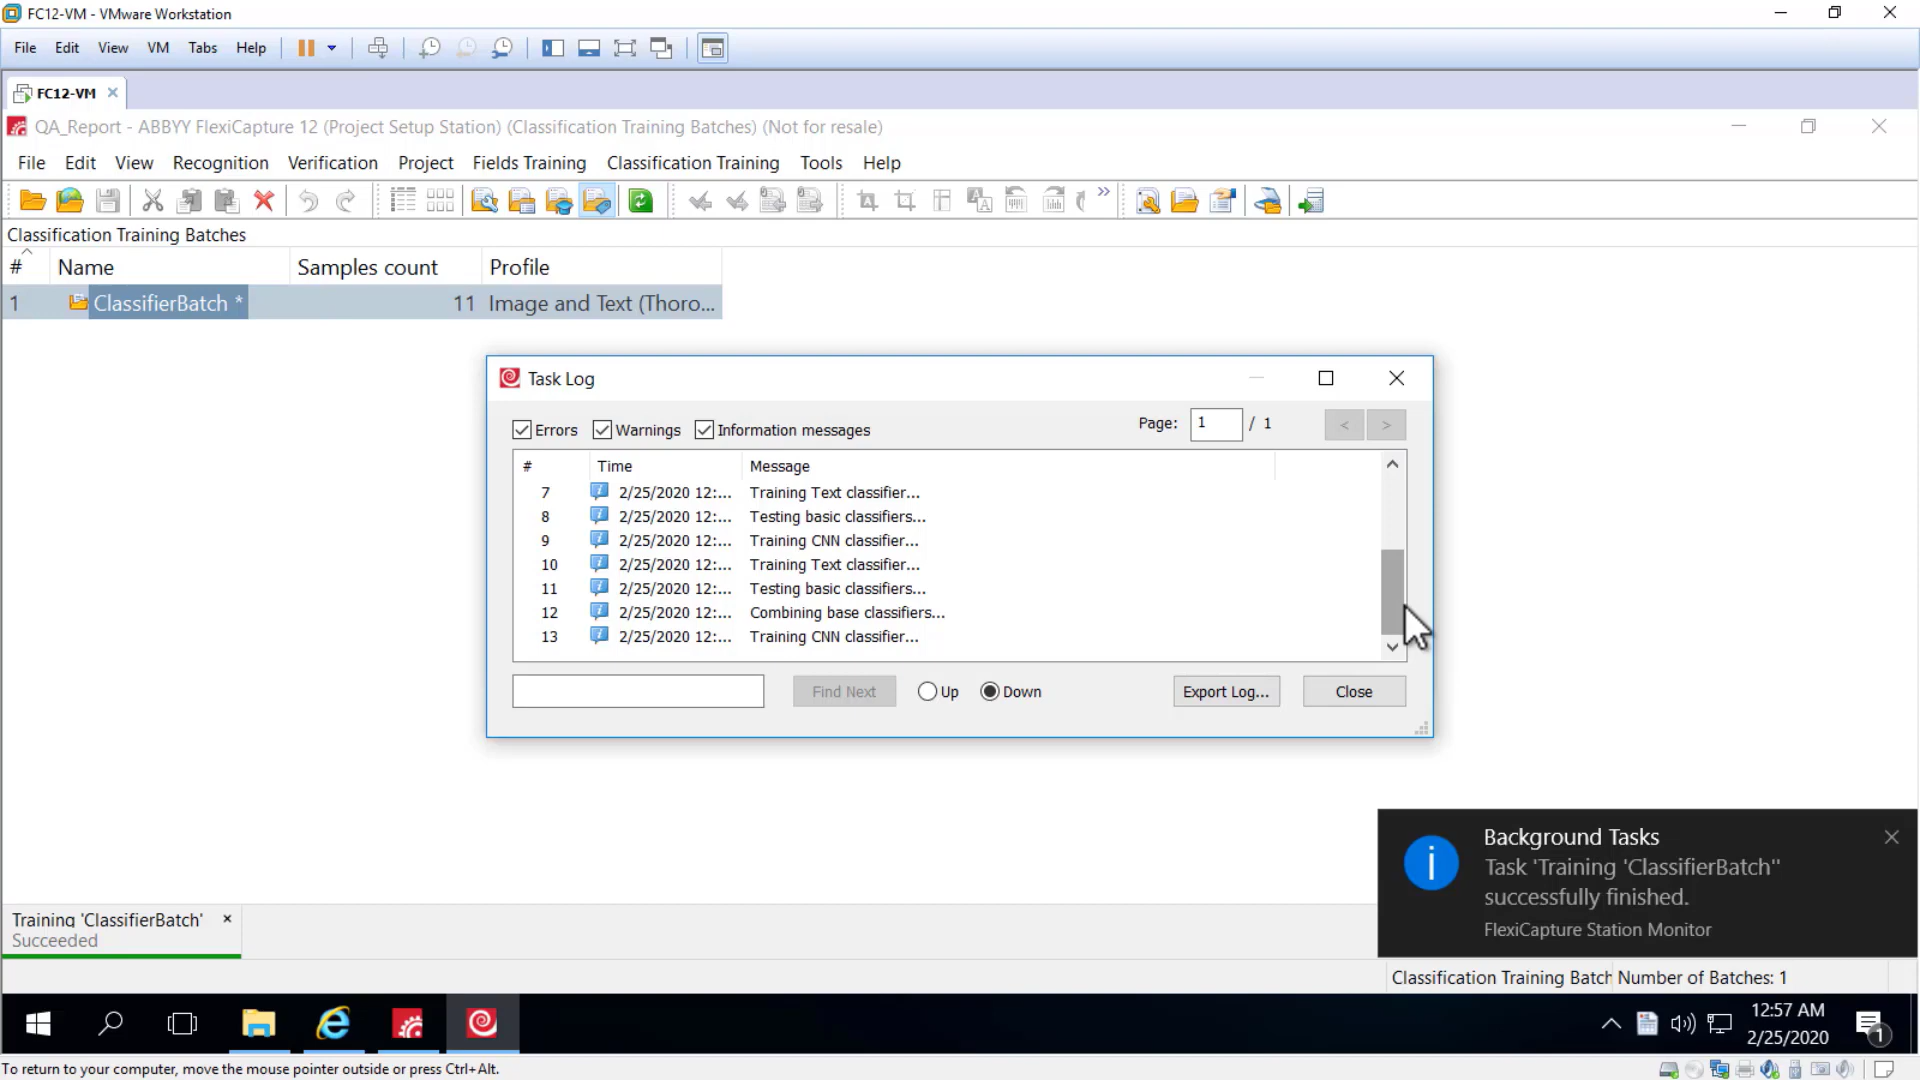 FC12-VM - VMware Workstation
File Edit View VM Tabs Help
FC12-VM
QA_Report - ABBYY FlexiCapture 12 (Project Setup Station) (Classification Training Batches) (Not for resale)
File Edit View Recognition Verification Project Fields Training Classification Training Tools Help
Classification Training Batches
# Name Samples count Profile
1 ClassifierBatch * 11 Image and Text (Thoro...
Task Log
Errors Warnings Information messages Page: 1 / 1 < >
# Time Message
7 2/25/2020 12:... Training Text classifier...
8 2/25/2020 12:... Testing basic classifiers...
9 2/25/2020 12:... Training CNN classifier...
10 2/25/2020 12:... Training Text classifier...
11 2/25/2020 12:... Testing basic classifiers...
12 2/25/2020 12:... Combining base classifiers...
13 2/25/2020 12:... Training CNN classifier...
Find Next Up Down Export Log... Close
Background Tasks
Task 'Training 'ClassifierBatch''
successfully finished.
FlexiCapture Station Monitor
Training 'ClassifierBatch'
Succeeded
Classification Training Batch Number of Batches: 1
12:57 AM
2/25/2020
1
To return to your computer, move the mouse pointer outside or press Ctrl+Alt.